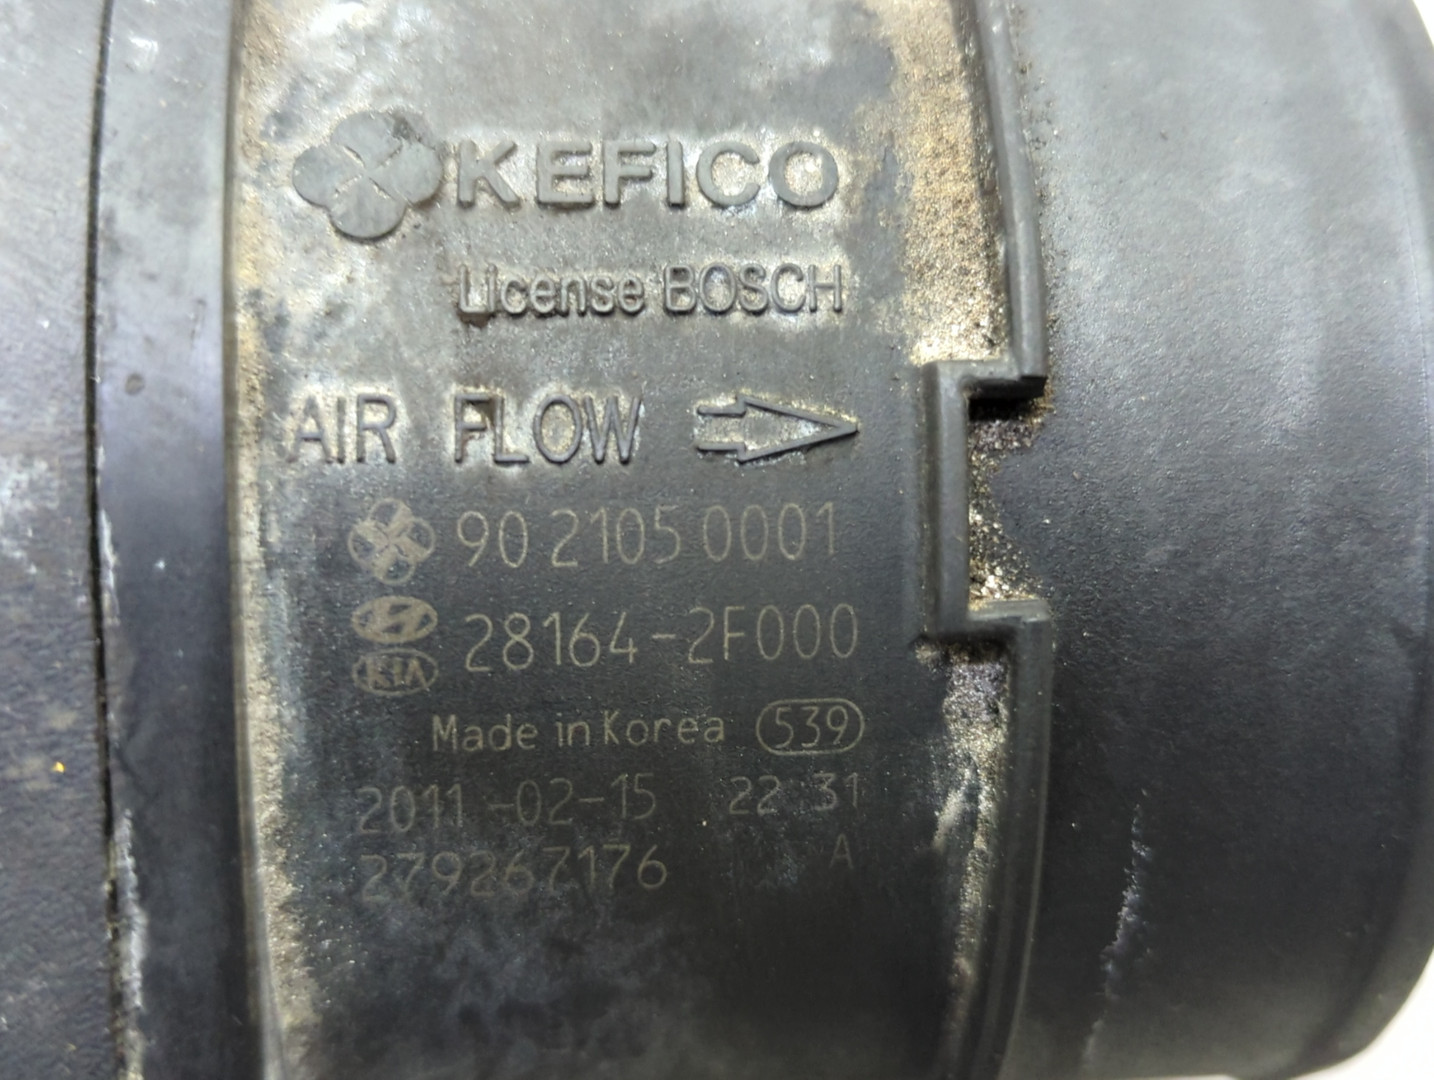 KEFICO
License BOSCH
AIR FLOW
90 2105 0001
28164-2F000
KIA
Made in Korea 539
2011-02-15 22 31
279267176 A